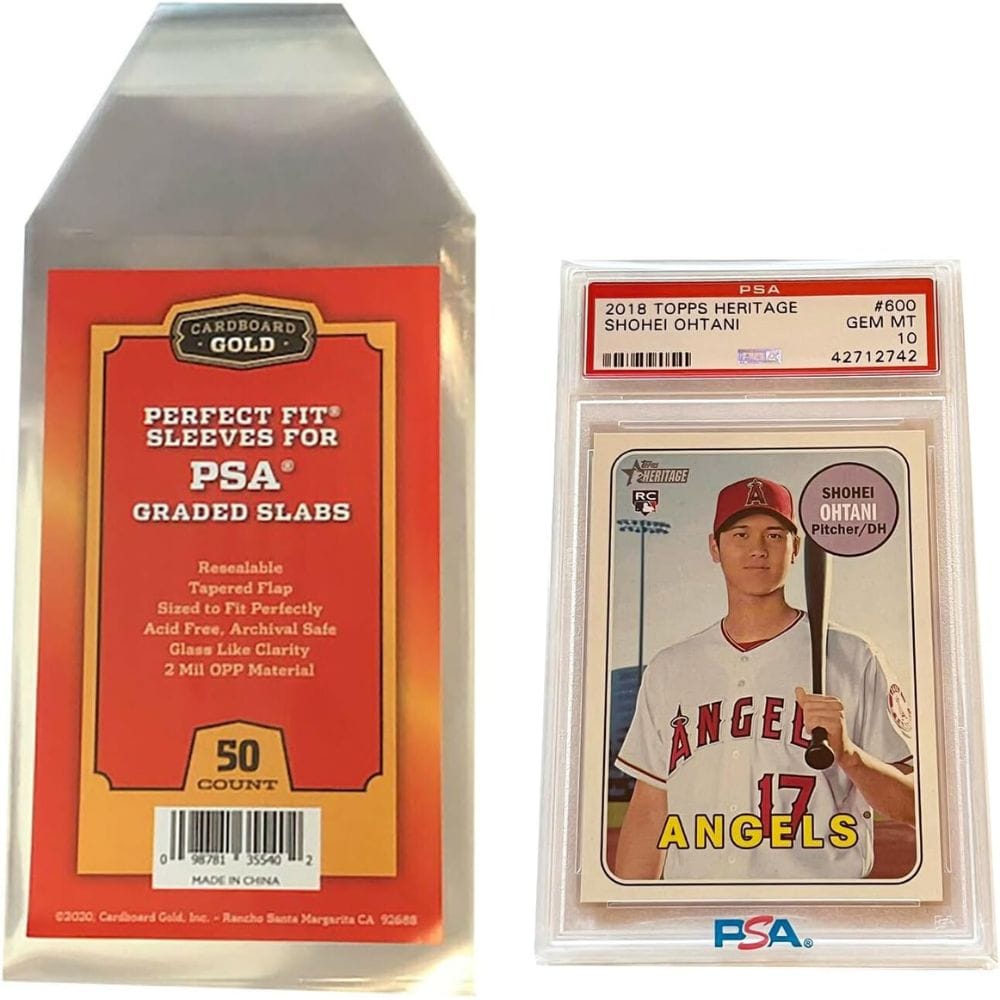 CARDBOARD
GOLD
PERFECT FIT®
SLEEVES FOR
PSA®
GRADED SLABS
Resealable
Tapered Flap
Sized to Fit Perfectly
Acid Free, Archival Safe
Glass Like Clarity
2 Mil OPP Material
50
COUNT
0 98781 35540 2
MADE IN CHINA
©2020, Cardboard Gold, Inc. - Rancho Santa Margarita CA 92688
PSA
2018 TOPPS HERITAGE #600
SHOHEI OHTANI GEM MT
10
42712742
Topps
HERITAGE
RC
SHOHEI
OHTANI
Pitcher/DH
A
ANGEL
17
ANGELS
PSA®